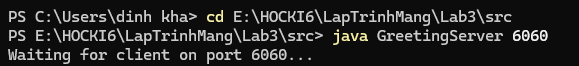 PS C:\Users\dinh kha> cd E:\HOCKI6\LapTrinhMang\Lab3\src
PS E:\HOCKI6\LapTrinhMang\Lab3\src> java GreetingServer 6060
Waiting for client on port 6060...